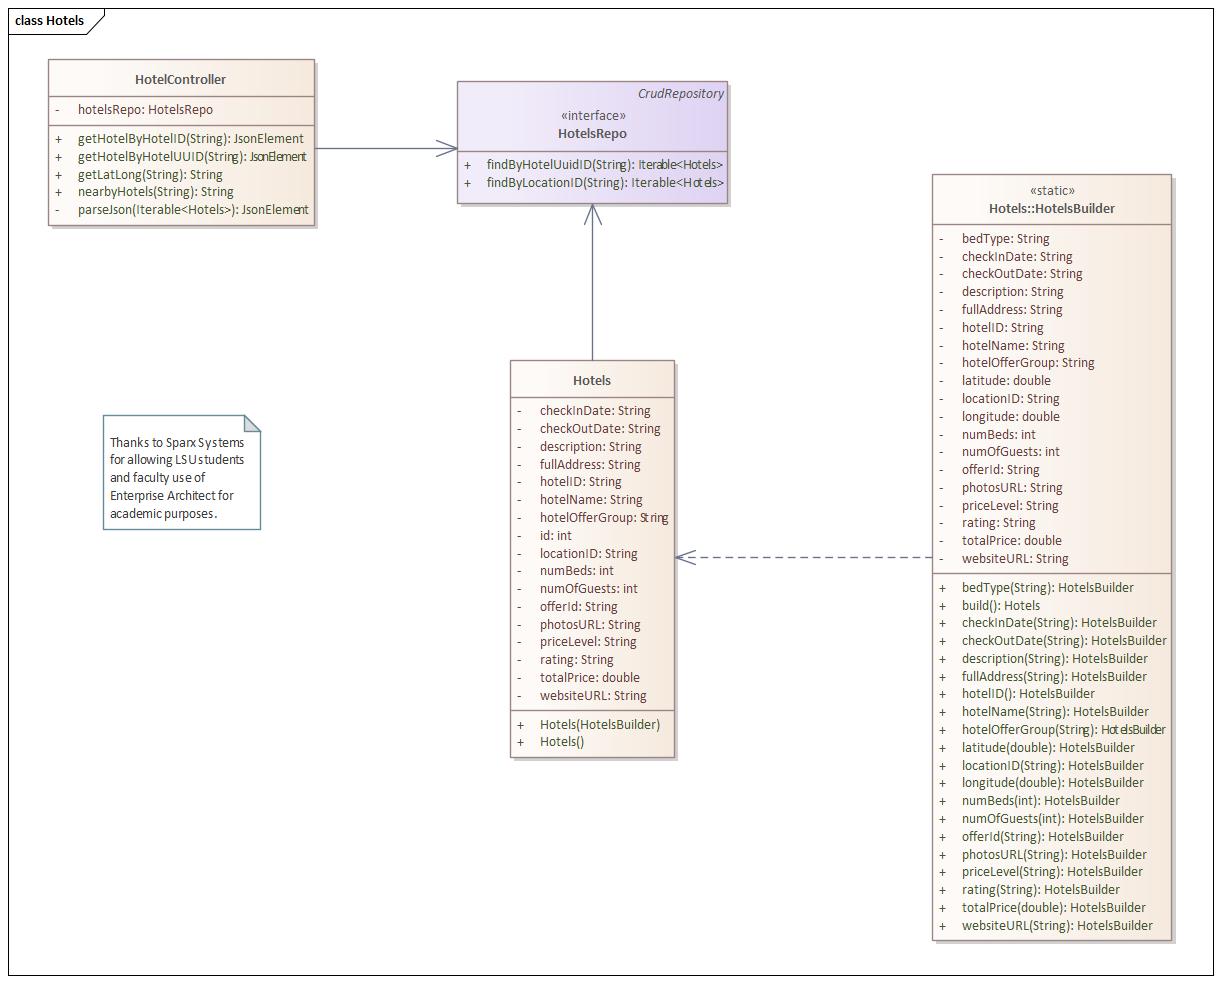 class Hotels
HotelController
- hotelsRepo: HotelsRepo
+ getHotelByHotelID(String): JsonElement
+ getHotelByHotelUUID(String): JsonElement
+ getLatLong(String): String
+ nearbyHotels(String): String
- parseJson(Iterable<Hotels>): JsonElement
CrudRepository
«interface»
HotelsRepo
+ findByHotelUuidID(String): Iterable<Hotels>
+ findByLocationID(String): Iterable<Hotels>
Thanks to Sparx Systems
for allowing LSU students
and faculty use of
Enterprise Architect for
academic purposes.
Hotels
- checkInDate: String
- checkOutDate: String
- description: String
- fullAddress: String
- hotelID: String
- hotelName: String
- hotelOfferGroup: String
- id: int
- locationID: String
- numBeds: int
- numOfGuests: int
- offerId: String
- photosURL: String
- priceLevel: String
- rating: String
- totalPrice: double
- websiteURL: String
+ Hotels(HotelsBuilder)
+ Hotels()
«static»
Hotels::HotelsBuilder
- bedType: String
- checkInDate: String
- checkOutDate: String
- description: String
- fullAddress: String
- hotelID: String
- hotelName: String
- hotelOfferGroup: String
- latitude: double
- locationID: String
- longitude: double
- numBeds: int
- numOfGuests: int
- offerId: String
- photosURL: String
- priceLevel: String
- rating: String
- totalPrice: double
- websiteURL: String
+ bedType(String): HotelsBuilder
+ build(): Hotels
+ checkInDate(String): HotelsBuilder
+ checkOutDate(String): HotelsBuilder
+ description(String): HotelsBuilder
+ fullAddress(String): HotelsBuilder
+ hotelID(): HotelsBuilder
+ hotelName(String): HotelsBuilder
+ hotelOfferGroup(String): HotelsBuilder
+ latitude(double): HotelsBuilder
+ locationID(String): HotelsBuilder
+ longitude(double): HotelsBuilder
+ numBeds(int): HotelsBuilder
+ numOfGuests(int): HotelsBuilder
+ offerId(String): HotelsBuilder
+ photosURL(String): HotelsBuilder
+ priceLevel(String): HotelsBuilder
+ rating(String): HotelsBuilder
+ totalPrice(double): HotelsBuilder
+ websiteURL(String): HotelsBuilder